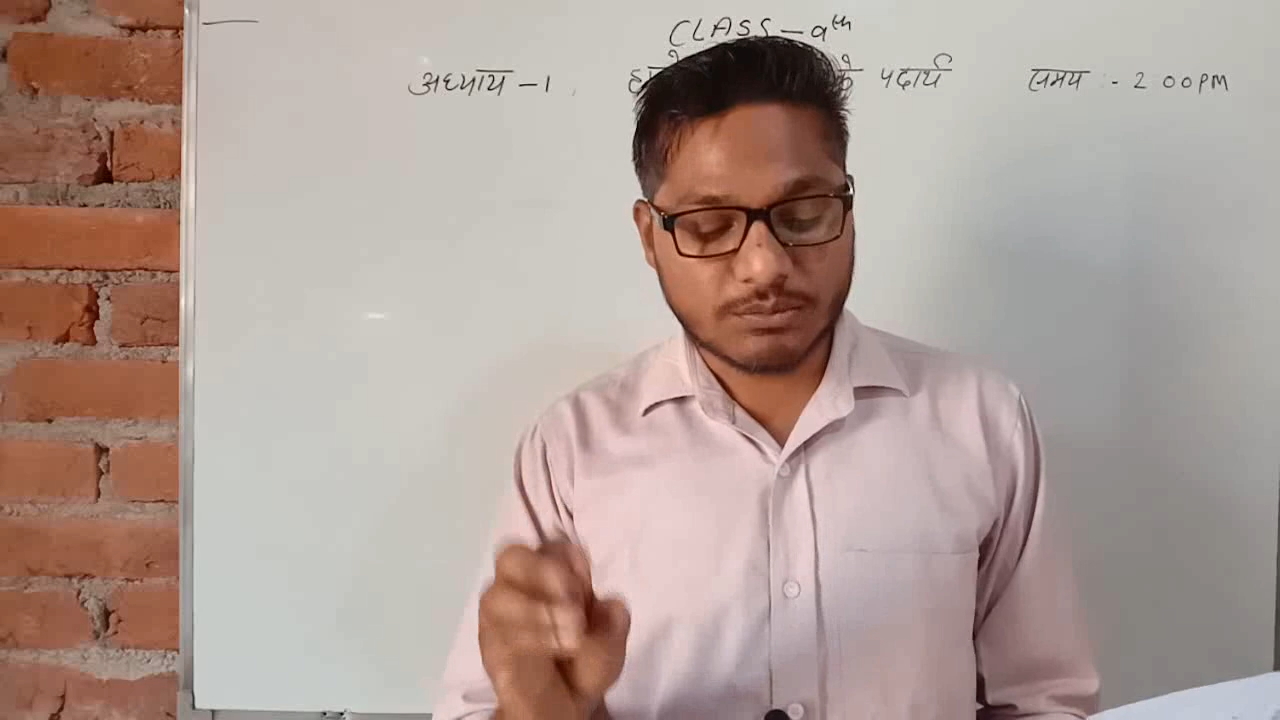 CLASS - 9th
अध्याय - 1 के पदार्थ समय :- 2:00PM